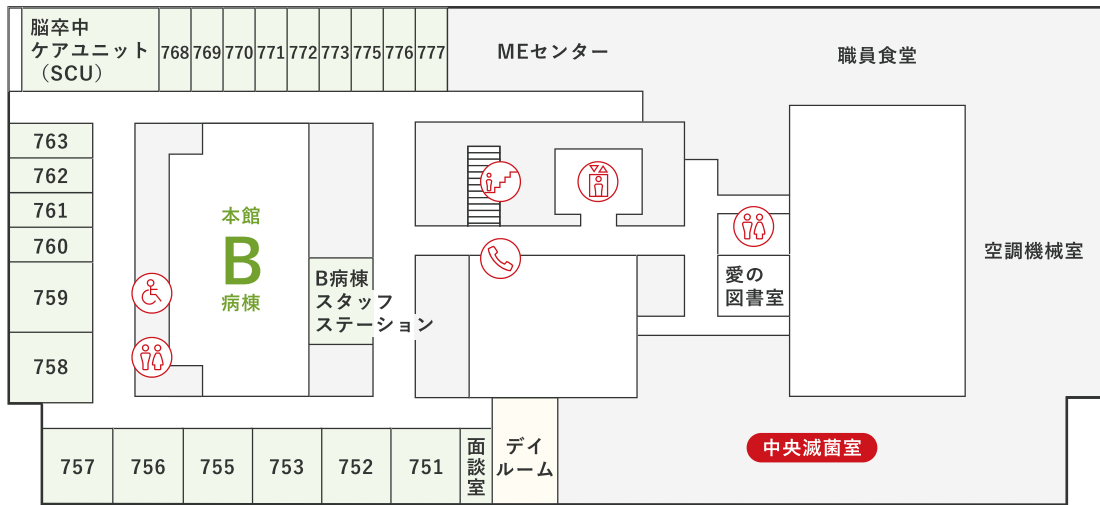 脳卒中
ケアユニット
（SCU）
768
769
770
771
772
773
775
776
777
MEセンター
職員食堂
763
762
761
760
759
758
本館
B
病棟
B病棟
スタッフ
ステーション
愛の
図書室
空調機械室
757
756
755
753
752
751
面談室
デイ
ルーム
中央滅菌室